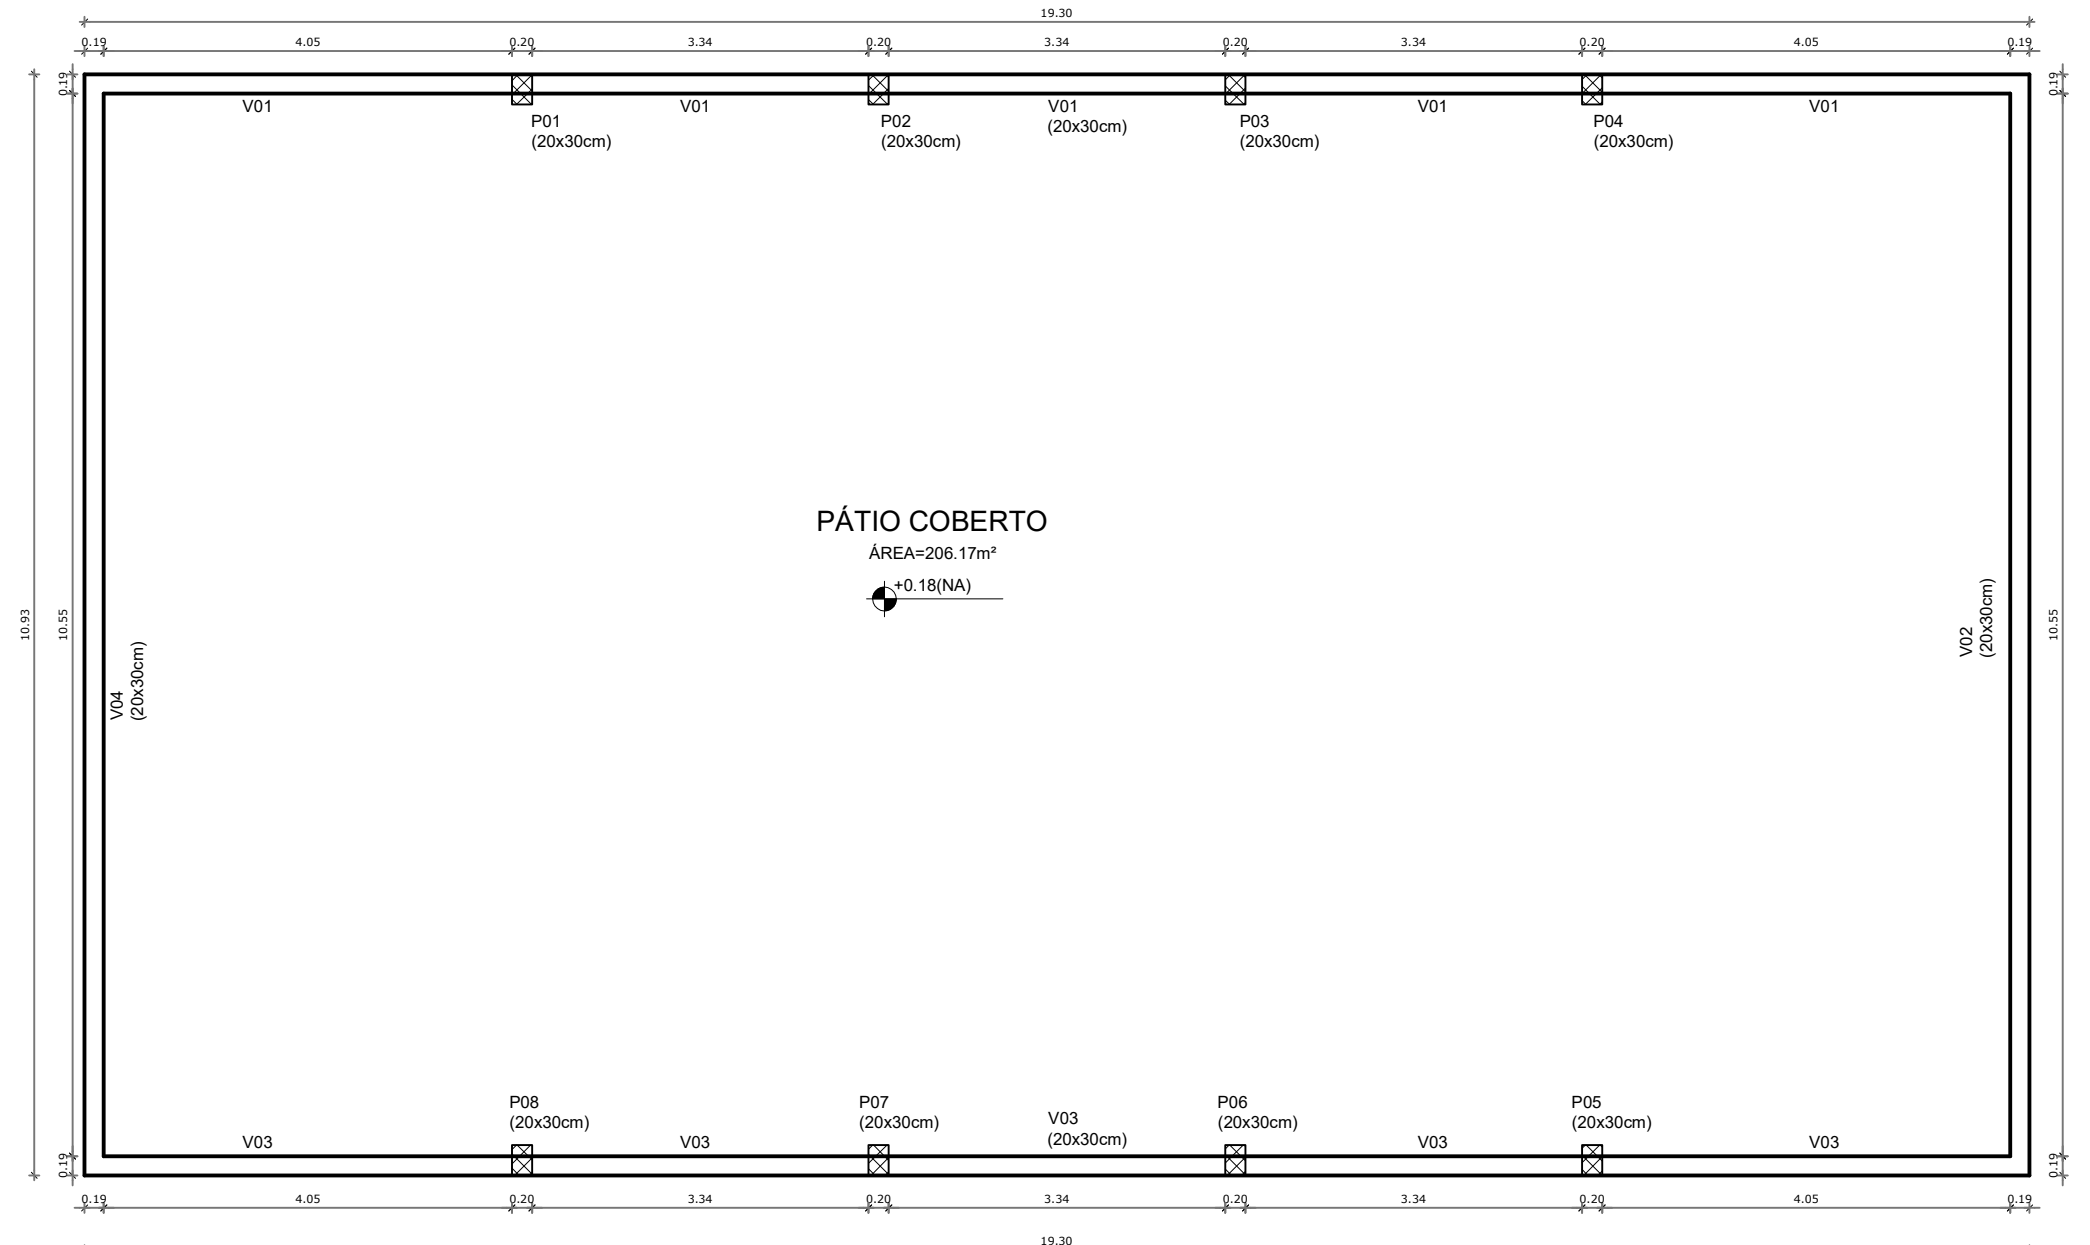 19.30
0.19 4.05 0.20 3.34 0.20 3.34 0.20 3.34 0.20 4.05 0.19
0.19 0.19
V01 V01 V01 V01 V01
(20x30cm)
P01 P02 P03 P04
(20x30cm) (20x30cm) (20x30cm) (20x30cm)
PÁTIO COBERTO
ÁREA=206.17m²
+0.18(NA)
10.93
10.55
V04
(20x30cm)
V02
(20x30cm)
10.55
P08 P07 P06 P05
(20x30cm) (20x30cm) (20x30cm) (20x30cm)
V03 V03 V03 V03 V03
(20x30cm)
0.19 0.19
0.19 4.05 0.20 3.34 0.20 3.34 0.20 3.34 0.20 4.05 0.19
19.30